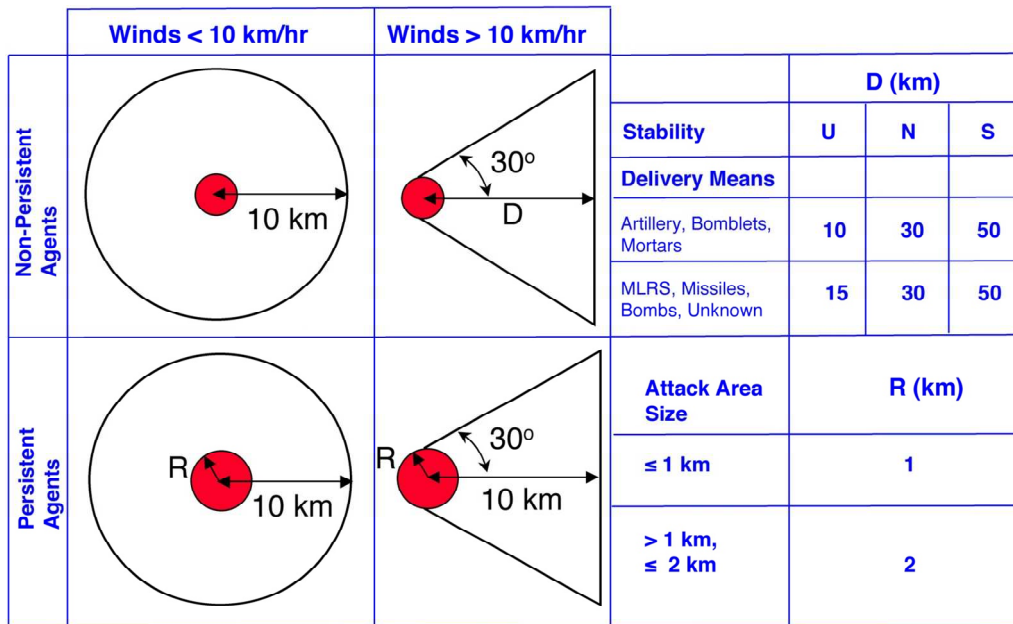 Winds < 10 km/hr
Winds > 10 km/hr
Non-Persistent
Agents
10 km
30º
D
D (km)
Stability
U
N
S
Delivery Means
Artillery, Bomblets,
Mortars
10
30
50
MLRS, Missiles,
Bombs, Unknown
15
30
50
Persistent
Agents
R
10 km
R
30º
10 km
Attack Area
Size
R (km)
≤ 1 km
1
> 1 km,
≤ 2 km
2